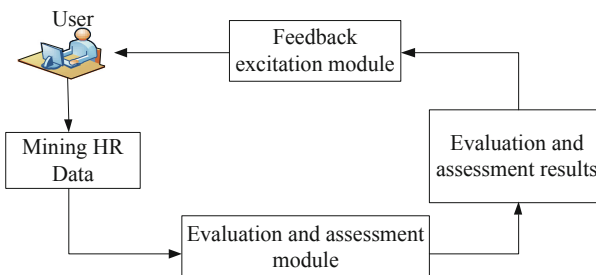 User
Feedback
excitation module
Mining HR
Data
Evaluation and
assessment results
Evaluation and assessment
module